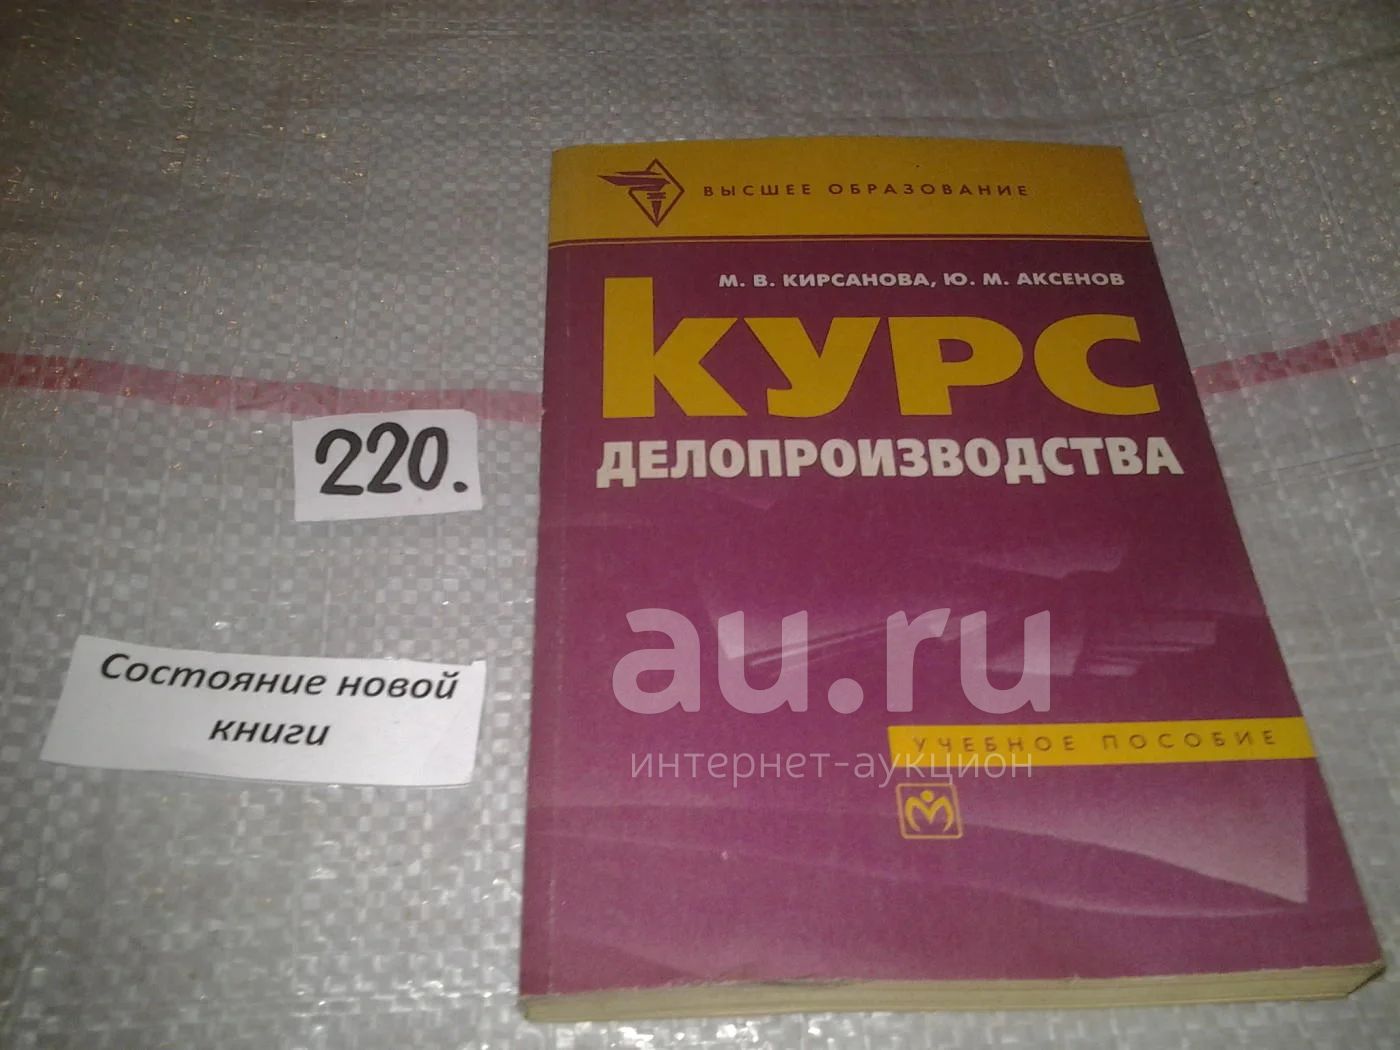 ВЫСШЕЕ ОБРАЗОВАНИЕ
М. В. КИРСАНОВА, Ю. М. АКСЕНОВ
КУРС
ДЕЛОПРОИЗВОДСТВА
220.
Состояние новой
книги
au.ru
интернет-аукцион
УЧЕБНОЕ ПОСОБИЕ